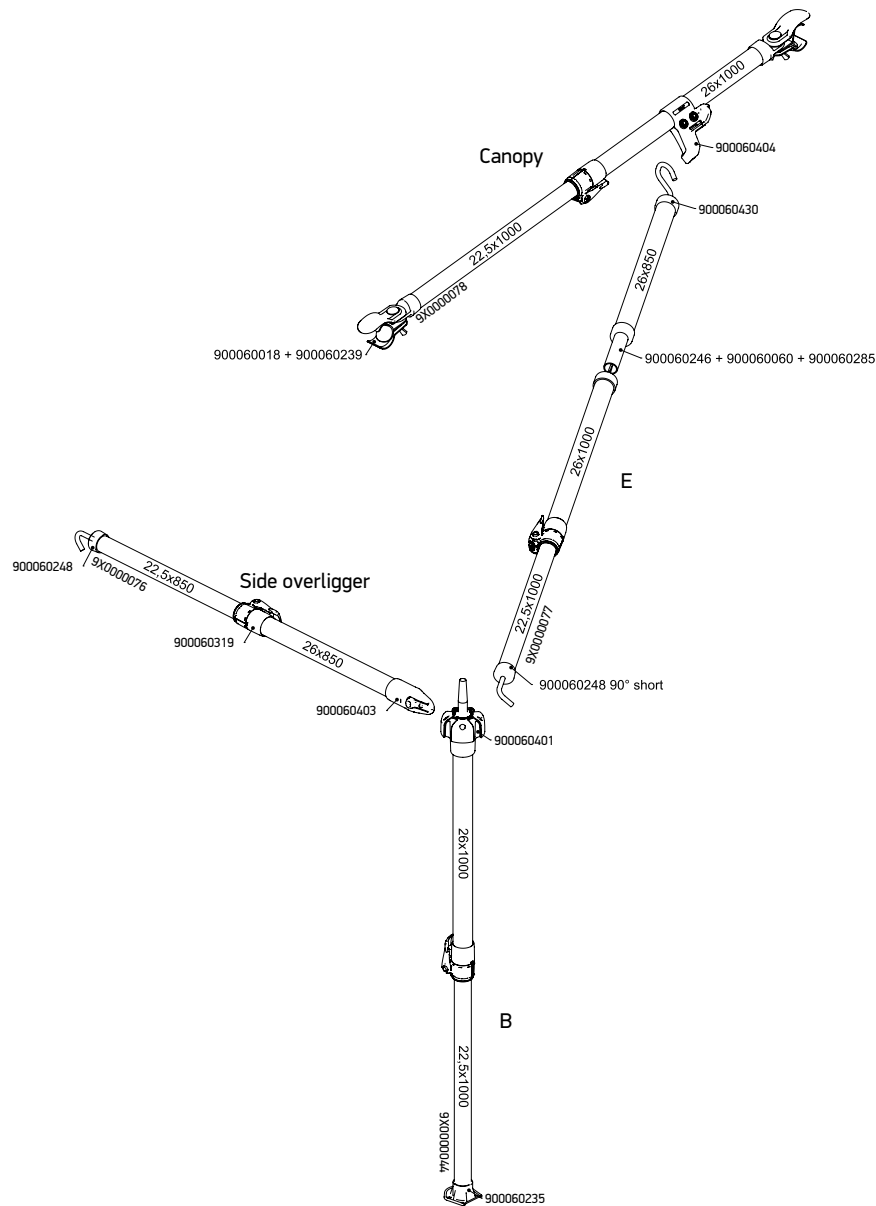 26x1000
900060404
Canopy
900060430
22,5x1000
9X0000078
26x850
900060018 + 900060239
900060246 + 900060060 + 900060285
26x1000
E
900060248
9X0000076
22,5x850
Side overligger
900060319
26x850
22,5x1000
9X0000077
900060248 90° short
900060403
900060401
26x1000
B
22,5x1000
9X0000044
900060235